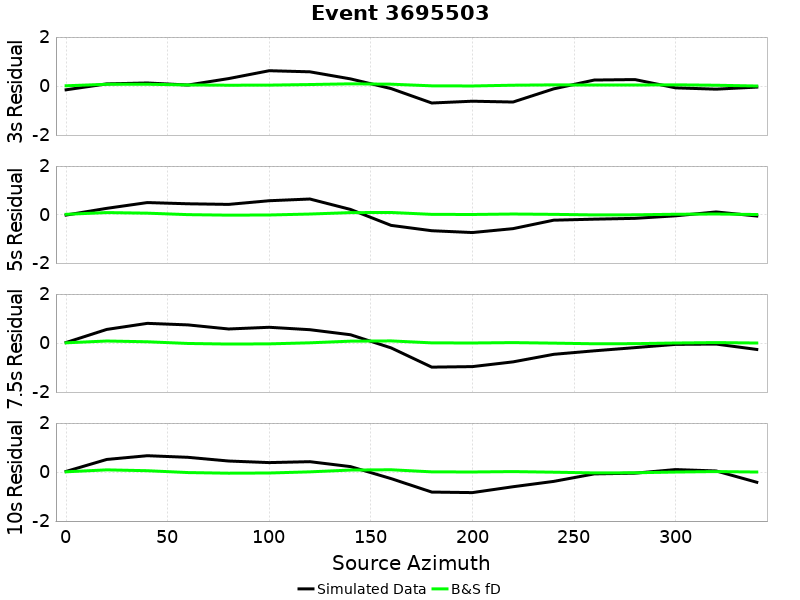 Event 3695503
3s Residual
2
0
-2
5s Residual
2
0
-2
7.5s Residual
2
0
-2
10s Residual
2
0
-2
0 50 100 150 200 250 300
Source Azimuth
Simulated Data B&S fD